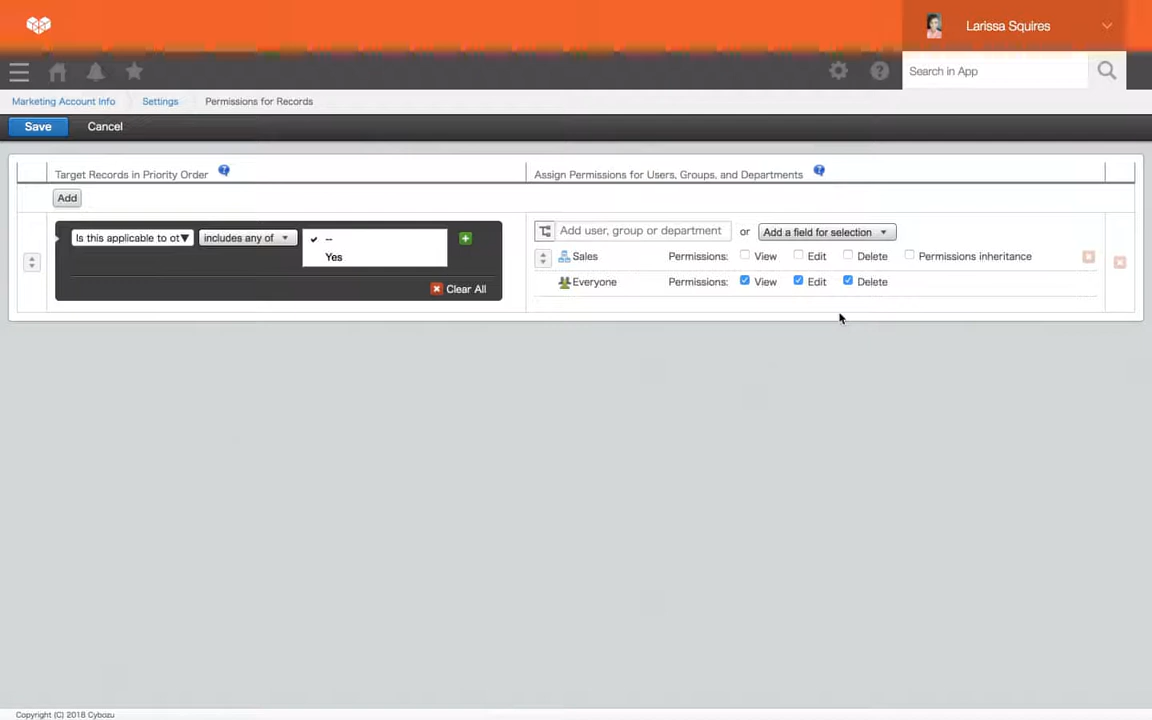 Larissa Squires
Search in App
Marketing Account Info Settings Permissions for Records
Save Cancel
Target Records in Priority Order Assign Permissions for Users, Groups, and Departments
Add
Is this applicable to ot includes any of -- Add user, group or department or Add a field for selection
Yes Sales Permissions: View Edit Delete Permissions inheritance
Everyone Permissions: View Edit Delete
Clear All
Copyright (C) 2018 Cybozu